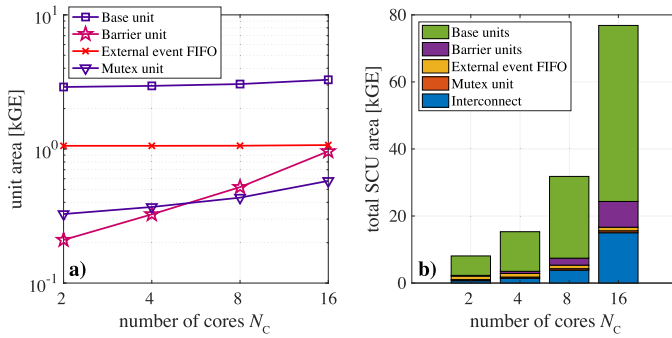 10^1
10^0
10^-1
unit area [kGE]
Base unit
Barrier unit
External event FIFO
Mutex unit
a)
2 4 8 16
number of cores N_C
80
60
40
20
0
total SCU area [kGE]
Base units
Barrier units
External event FIFO
Mutex unit
Interconnect
b)
2 4 8 16
number of cores N_C